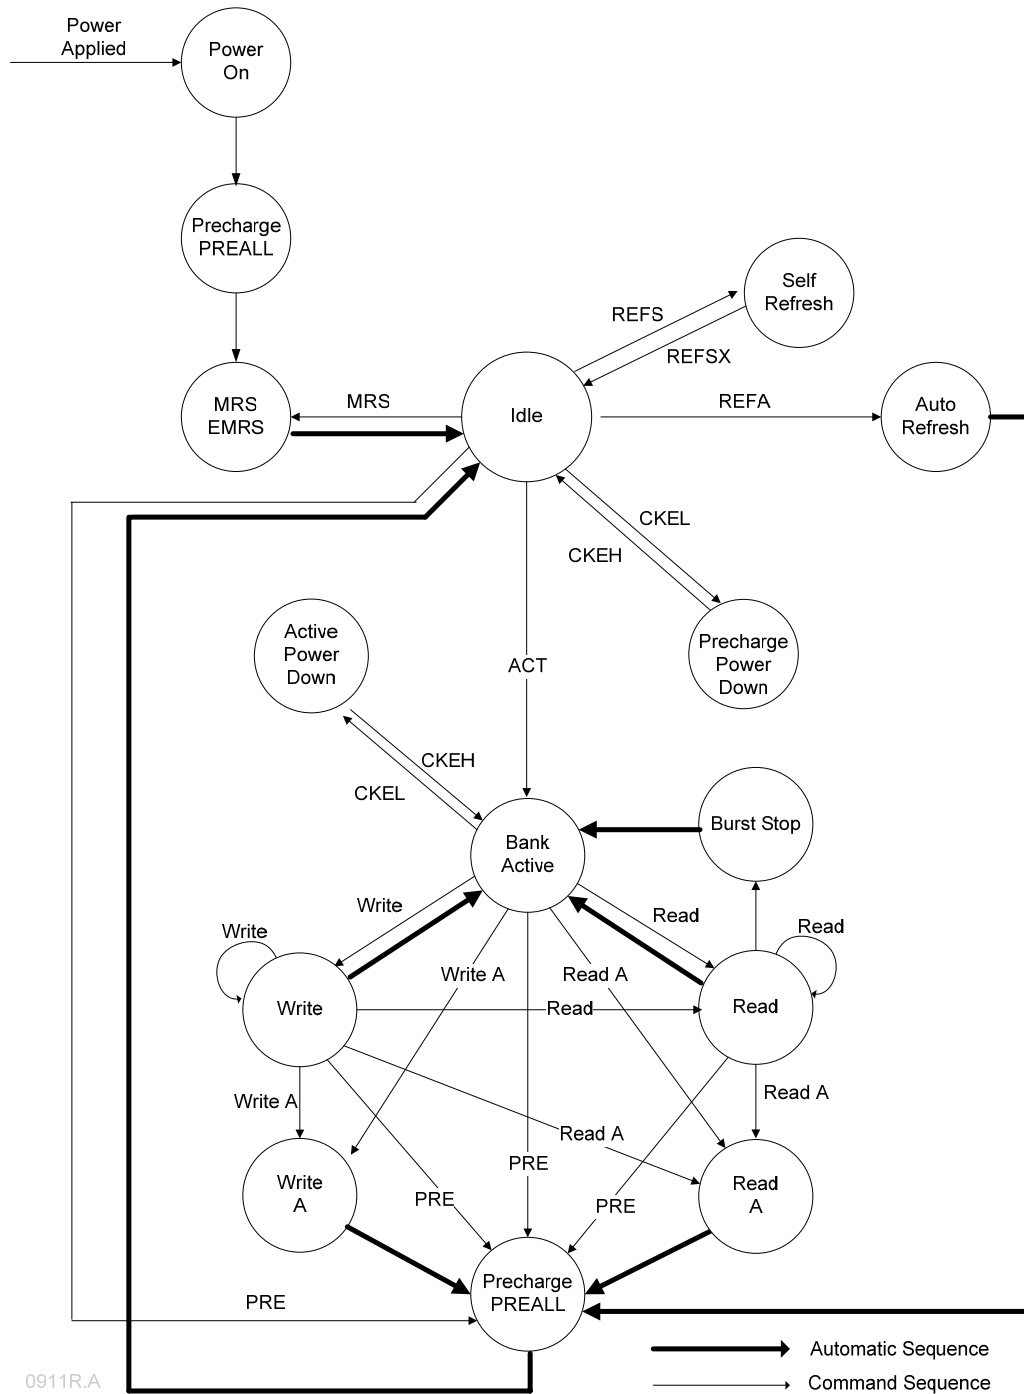 Power
Applied
Power
On
Precharge
PREALL
Self
Refresh
REFS
REFSX
MRS
EMRS
MRS
Idle
REFA
Auto
Refresh
CKEL
CKEH
Active
Power
Down
Precharge
Power
Down
ACT
CKEH
CKEL
Bank
Active
Burst Stop
Write
Read
Write
Read
Write A
Read A
Write
Read
Read
Write A
Read A
Read A
PRE
Write
A
Read
A
PRE
PRE
Precharge
PREALL
PRE
Automatic Sequence
Command Sequence
0911R.A